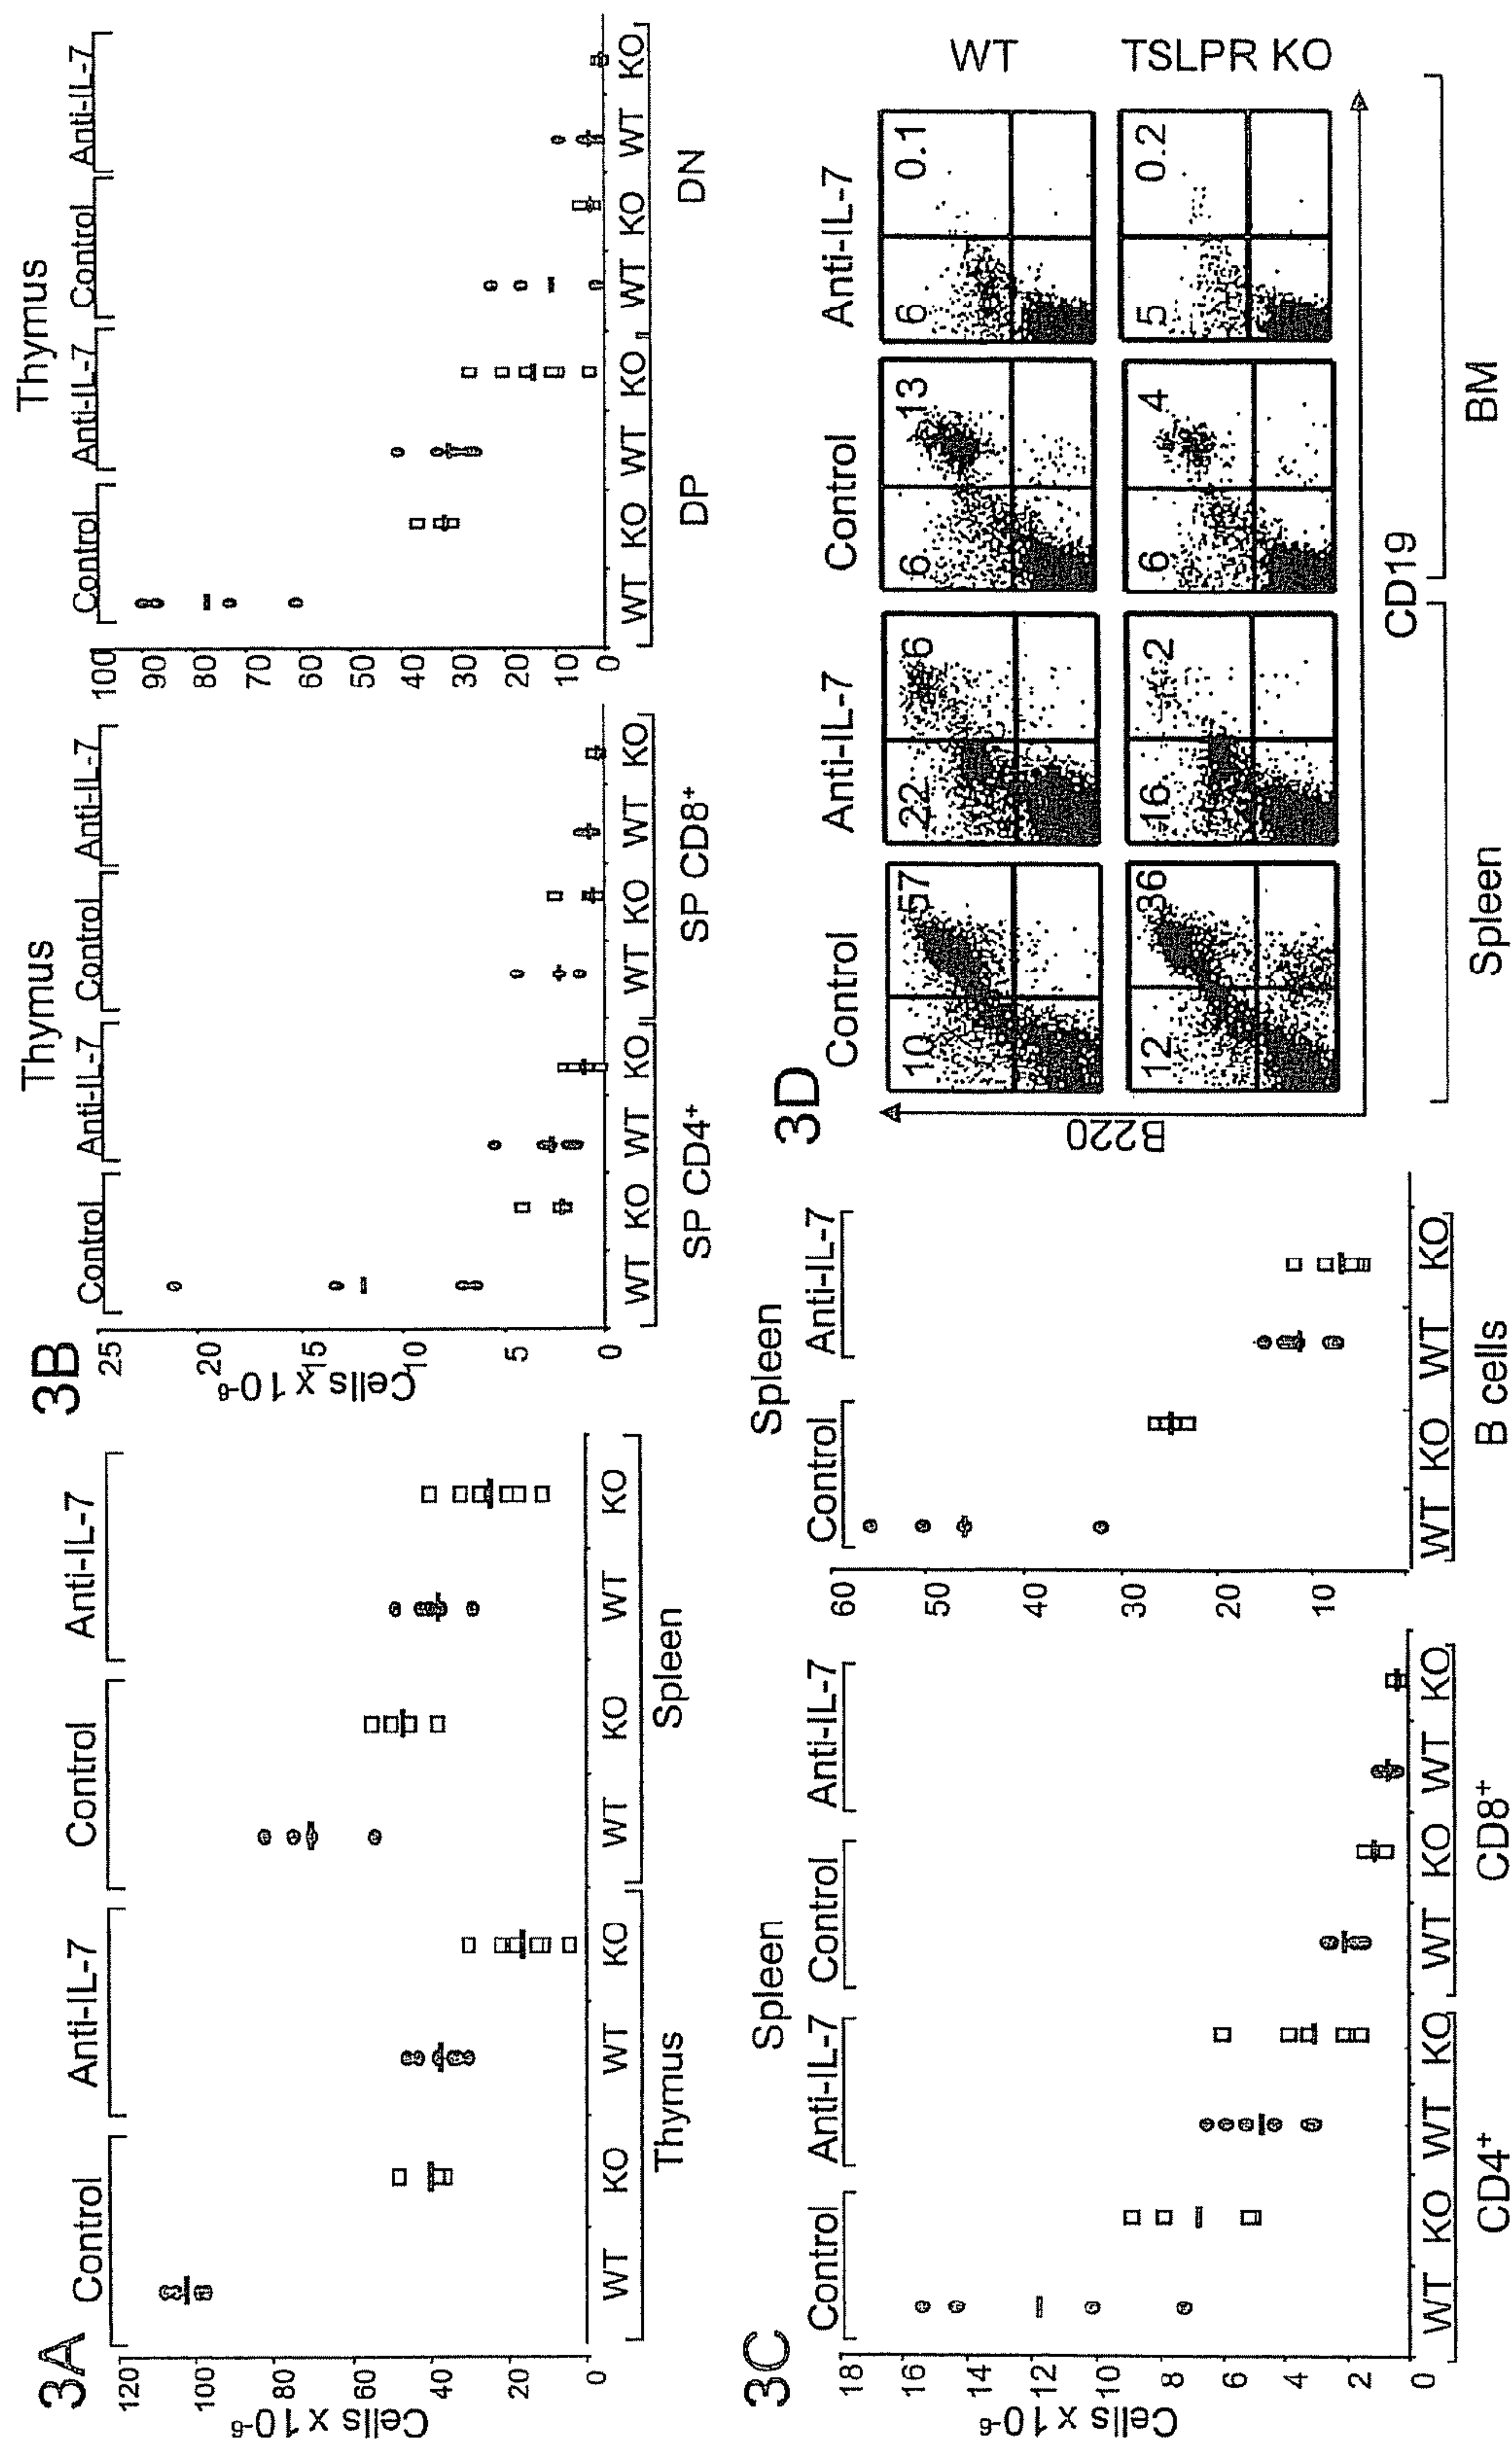 3A
Control
Anti-IL-7
Control
Anti-IL-7
Cells x 10-6
120
100
80
60
40
20
0
WT
KO
WT
KO
WT
KO
WT
KO
Thymus
Spleen
3B
Thymus
Control
Anti-IL-7
Control
Anti-IL-7
Cells x 10-6
25
20
15
10
5
0
WT KO WT KO WT KO WT KO
SP CD4+
SP CD8+
Thymus
Control
Anti-IL-7
Control
Anti-IL-7
100
90
80
70
60
50
40
30
20
10
0
WT KO WT KO WT KO WT KO
DP
DN
3C
Spleen
Control
Anti-IL-7
Control
Anti-IL-7
Cells x 10-6
18
16
14
12
10
8
6
4
2
0
WT KO WT KO WT KO WT KO
CD4+
CD8+
Spleen
Control
Anti-IL-7
60
50
40
30
20
10
WT KO WT KO
B cells
3D
Control
Anti-IL-7
Control
Anti-IL-7
10 57
22 6
6 13
6 0.1
WT
12 36
16 2
6 4
5 0.2
TSLPR KO
B220
CD19
Spleen
BM